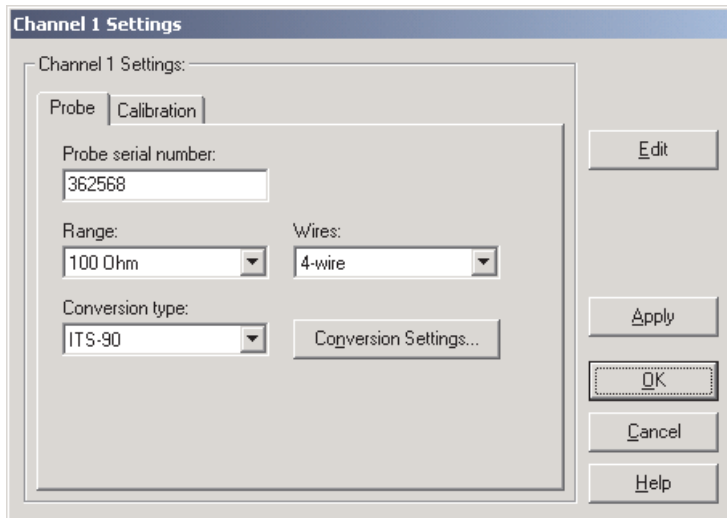 Channel 1 Settings
Channel 1 Settings:
Probe
Calibration
Probe serial number:
362568
Range:
Wires:
100 Ohm
4-wire
Conversion type:
ITS-90
Conversion Settings...
Edit
Apply
OK
Cancel
Help